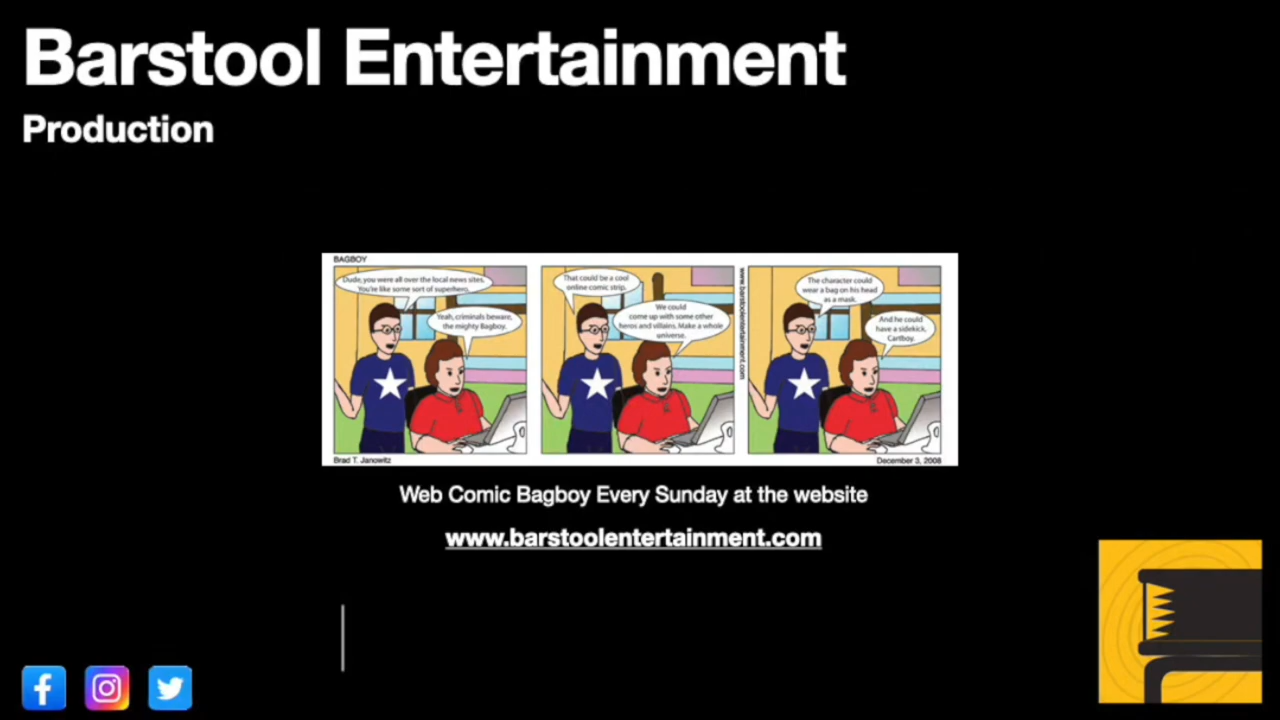 Barstool Entertainment
Production
BAGBOY
Dude, you were all over the local news sites.
You're like some sort of superhero.
Yeah, criminals beware,
the mighty Bagboy.
That could be a cool
online comic strip.
We could
come up with some other
heros and villains. Make a whole
universe.
www.barstoolentertainment.com
The character could
wear a bag on his head
as a mask.
And he could
have a sidekick,
Cartboy.
Brad T. Janowitz
December 3, 2008
Web Comic Bagboy Every Sunday at the website
www.barstoolentertainment.com